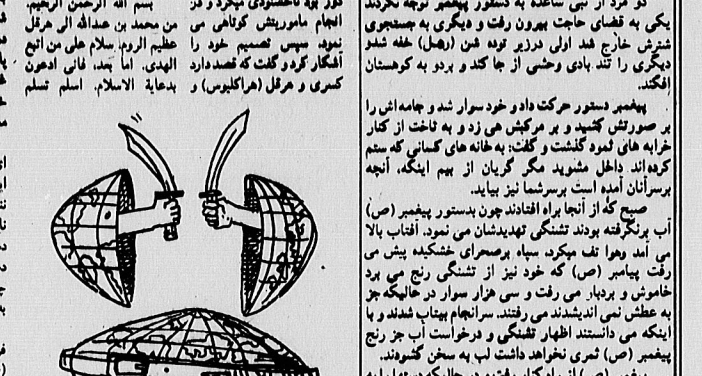 دو مرد از بنی ساعده به دستور پیغمبر توجه نکردند
یکی به قضای حاجت بیرون رفت و دیگری به جستجوی
شترش خارج شد اولی درزیر توده شن (رمل) خفه شدو
دیگری را تند بادی وحشی از جا کند و بردو به کوهستان
افکند.
پیغمبر دستور حرکت داد و خود سوار شد و جامه اش را
بر صورتش کشید و بر مرکبش هی زد و به تاخت از کنار
خرابه های ثمود گذشت و گفت: به خانه های کسانی که ستم
کرده اند داخل مشوید مگر گریان از بیم اینکه، آنچه
برسرآنان آمده است برسرشما نیز بیاید.
صبح که از آنجا براه افتادند چون بدستور پیغمبر (ص)
آب برنگرفته بودند تشنگی تهدیدشان می نمود. آفتاب بالا
می آمد وهوا تف میکرد. سپاه برصحرای خشکیده پیش می
رفت پیامبر (ص) که خود نیز از تشنگی رنج می برد
خاموش و بردبار می رفت و سی هزار سوار در حالیکه جز
به عطش نمی اندیشدند می رفتند. سرانجام بیتاب شدند و با
اینکه می دانستند اظهار تشنگی و درخواست آب جز رنج
پیغمبر (ص) ثمری نخواهد داشت لب به سخن گشودند.
انجام ماموریتش کوتاهی می
نمود. سپس تصمیم خود را
آشکار کرد و گفت که قصد دارد
کسری و هرقل (هراکلیوس) و
بسم الله الرحمن الرحیم.
من محمد بن عبدالله الی هرقل
عظیم الروم. سلام علی من اتبع
الهدی. اما بعد، فانی ادعوک
بدعایة الاسلام. اسلم تسلم